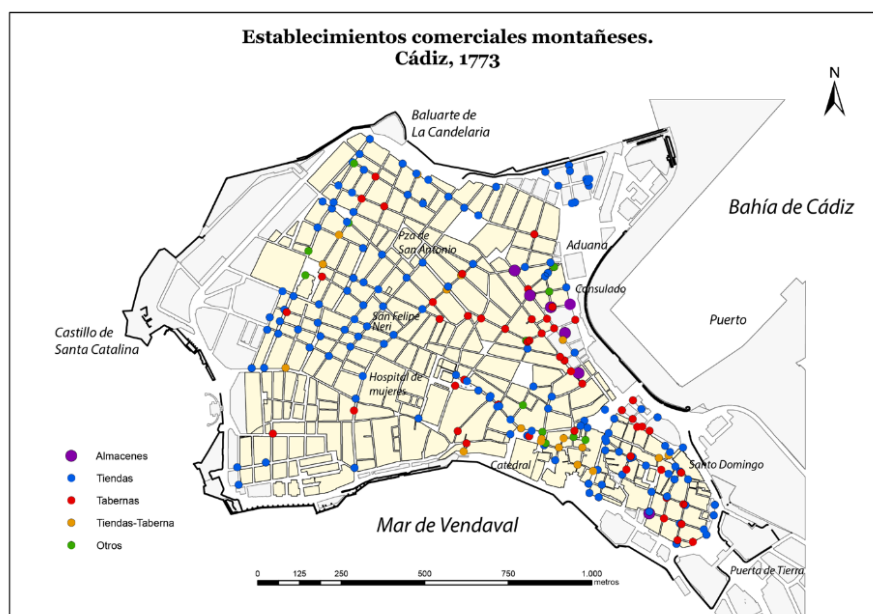 Establecimientos comerciales montañeses.
Cádiz, 1773
N
Baluarte de
La Candelaria
Bahía de Cádiz
Pza de
San Antonio
Aduana
Consulado
Puerto
San Felipe
Neri
Castillo de
Santa Catalina
Hospital de
mujeres
Catedral
Santo Domingo
Almacenes
Tiendas
Tabernas
Tiendas-Taberna
Otros
Mar de Vendaval
Puerta de Tierra
0 125 250 500 750 1.000
metros